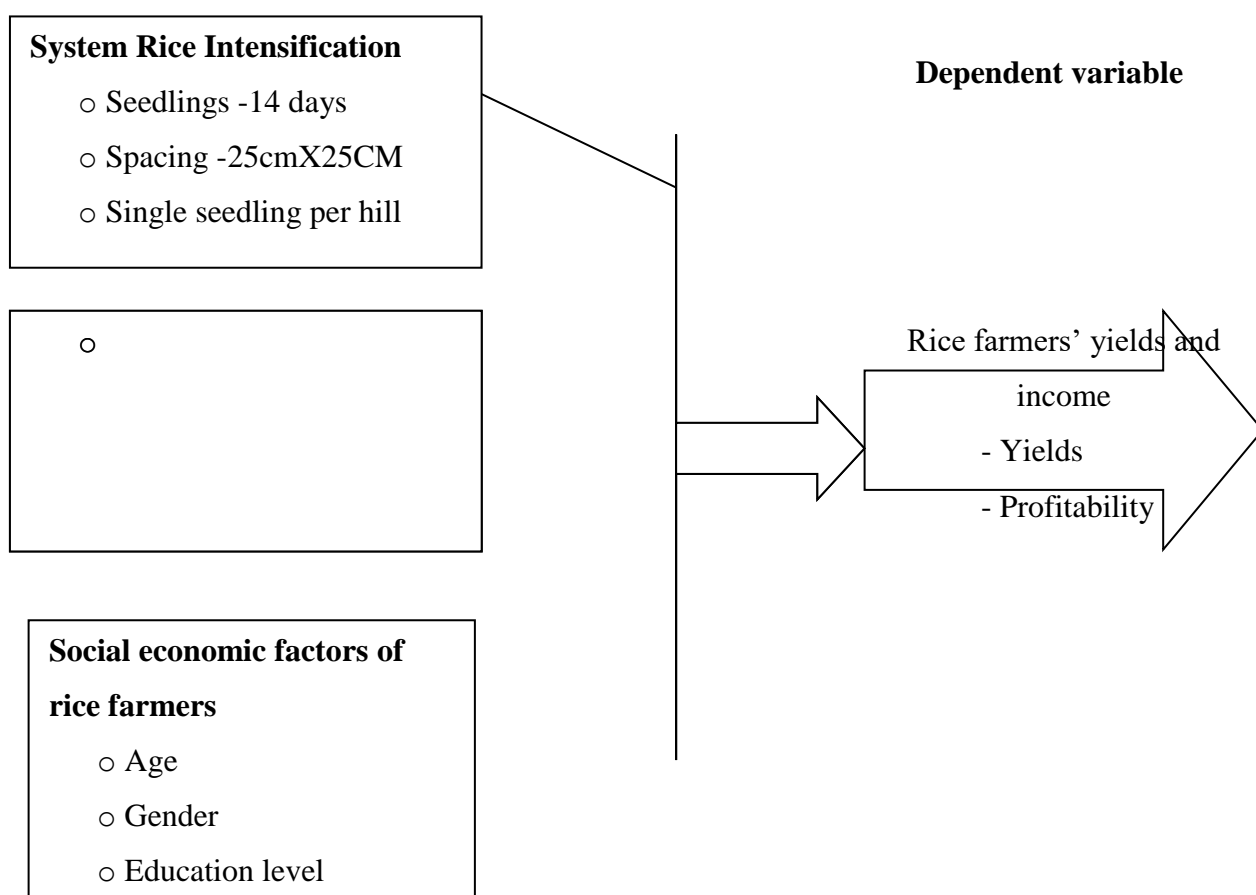 System Rice Intensification
o Seedlings -14 days
o Spacing -25cmX25CM
o Single seedling per hill
o
Social economic factors of
rice farmers
o Age
o Gender
o Education level
Dependent variable
Rice farmers’ yields and
income
- Yields
- Profitability